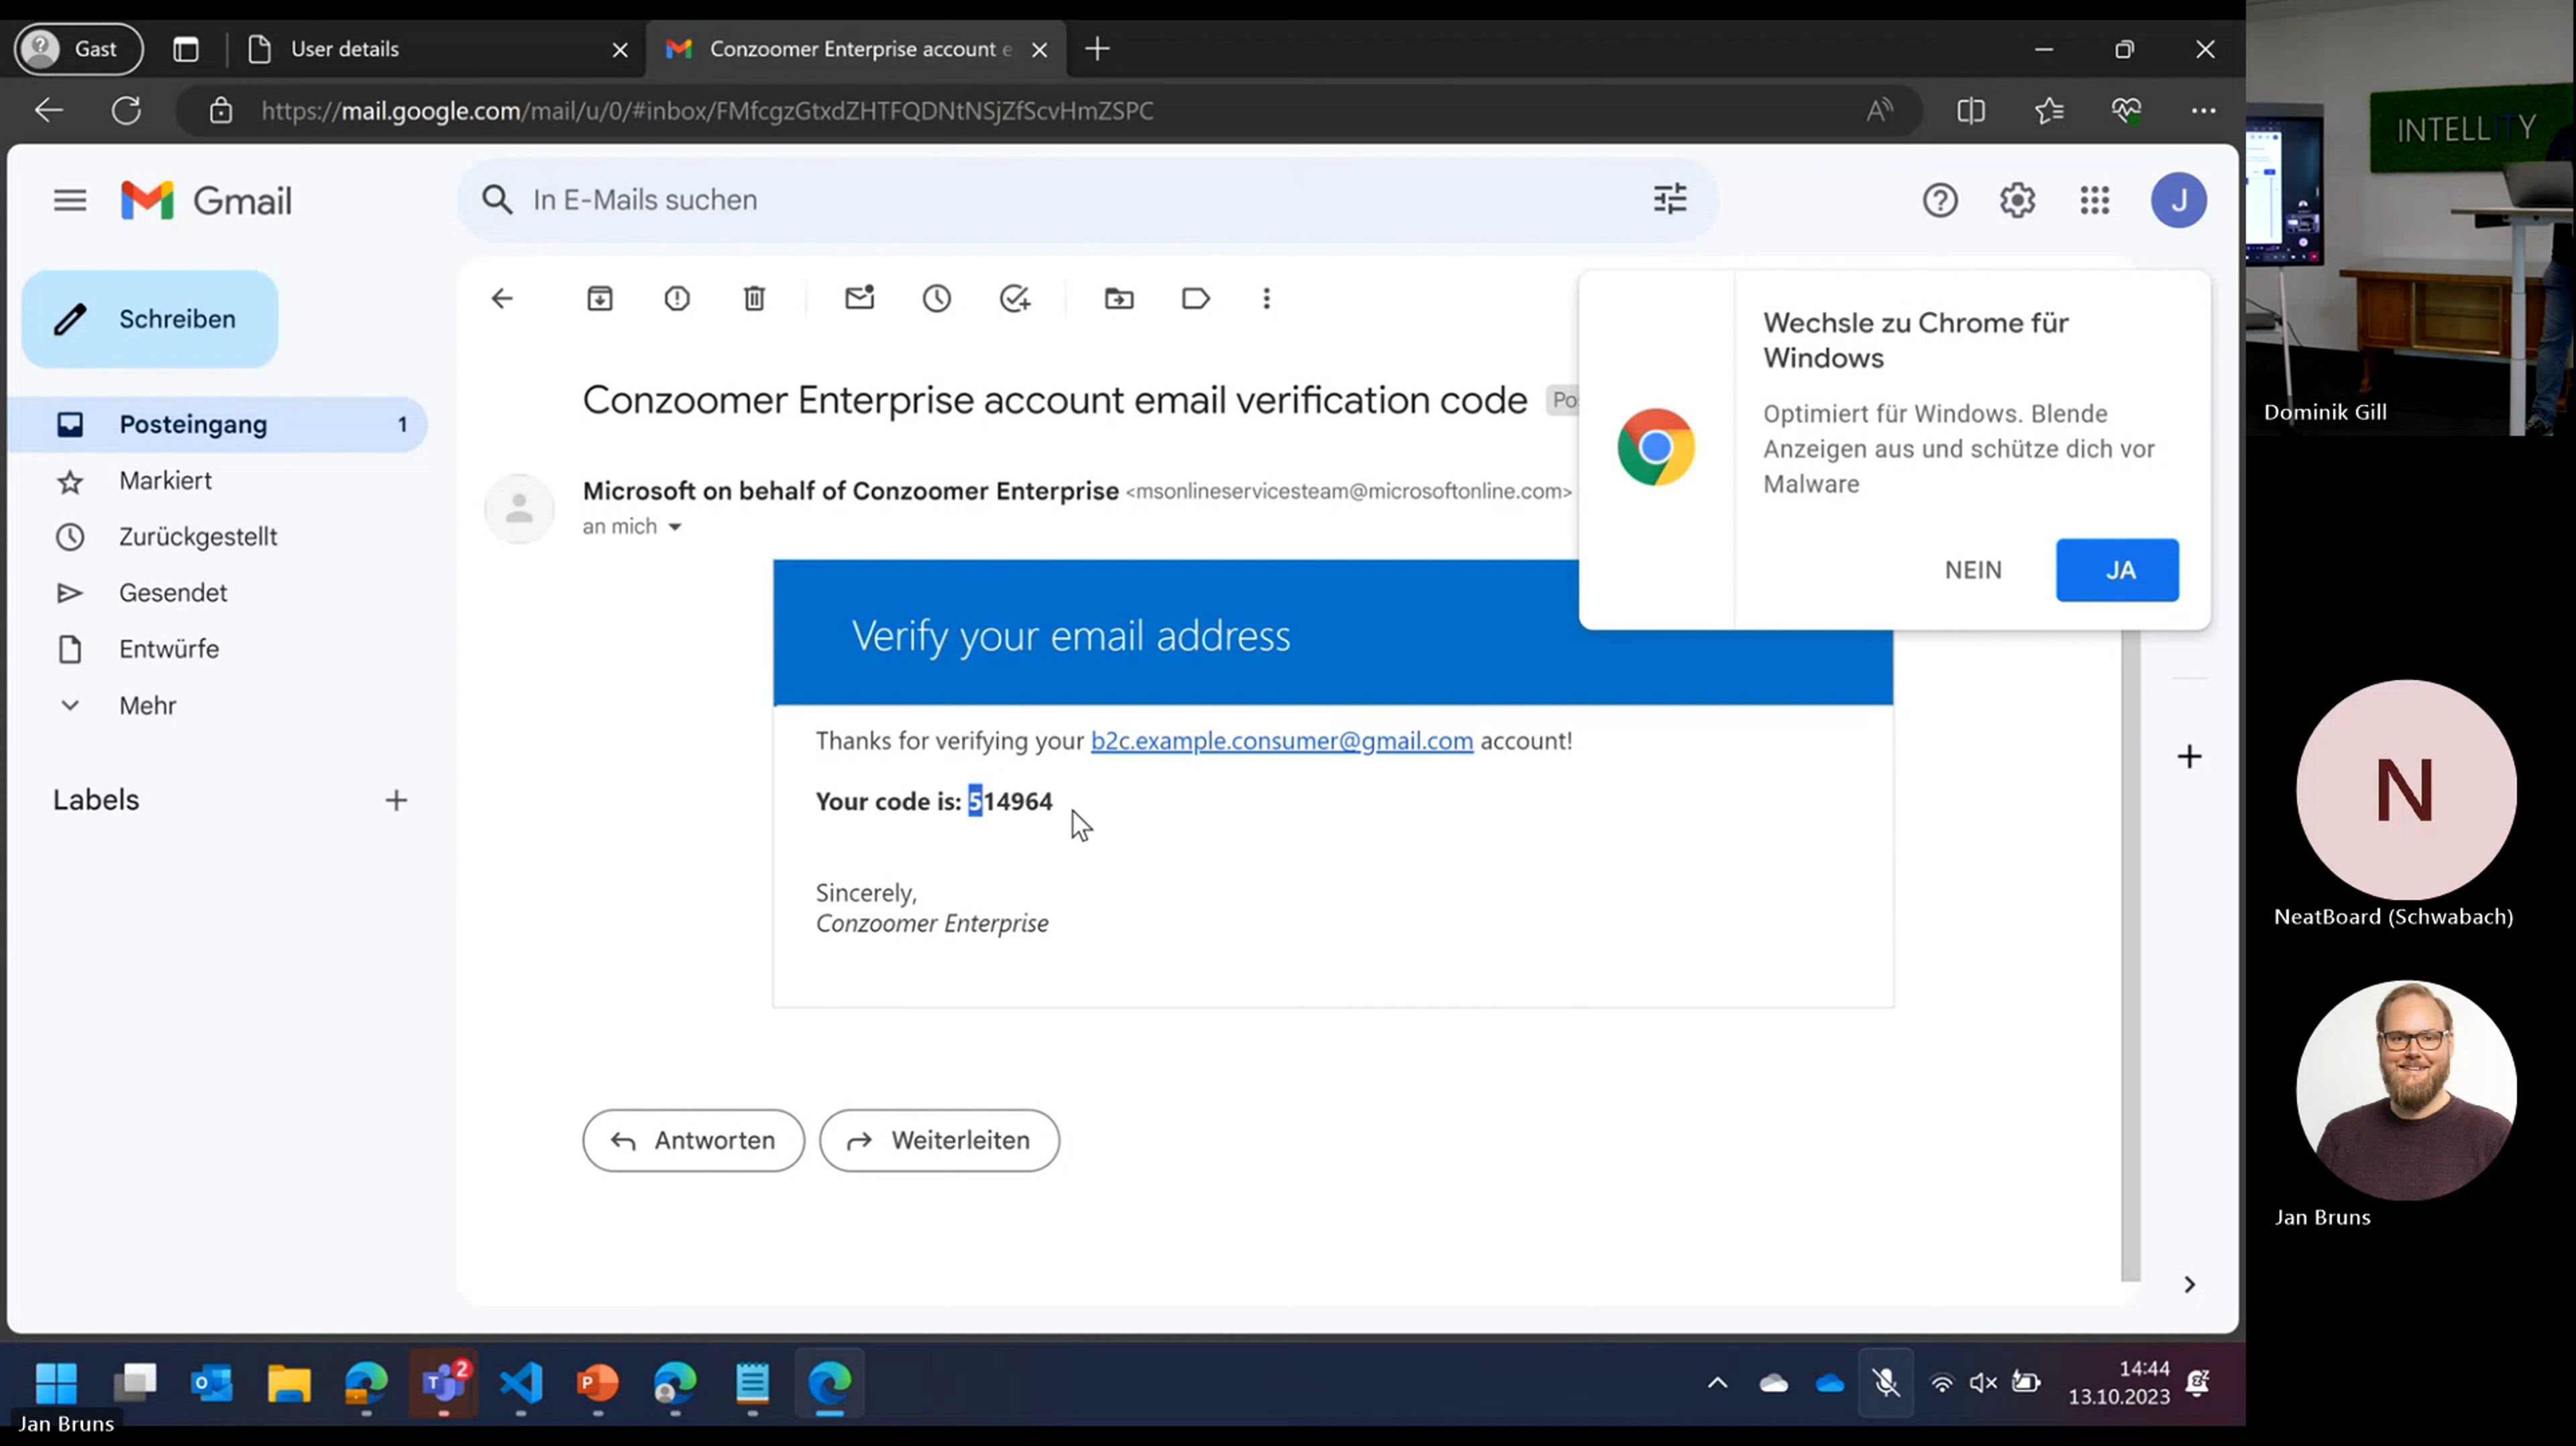 Gast
User details
Conzoomer Enterprise account e
https://mail.google.com/mail/u/0/#inbox/FMfcgzGtxdZHTFQDNtNSjZfScvHmZSPC
Gmail
In E-Mails suchen
J
Schreiben
Posteingang 1
Markiert
Zurückgestellt
Gesendet
Entwürfe
Mehr
Labels
Conzoomer Enterprise account email verification code Po
Microsoft on behalf of Conzoomer Enterprise <msonlineservicesteam@microsoftonline.com>
an mich
Wechsle zu Chrome für
Windows
Optimiert für Windows. Blende
Anzeigen aus und schütze dich vor
Malware
NEIN
JA
Verify your email address
Thanks for verifying your b2c.example.consumer@gmail.com account!
Your code is: 514964
Sincerely,
Conzoomer Enterprise
Antworten
Weiterleiten
2
14:44
13.10.2023
Jan Bruns
INTELLITY
Dominik Gill
N
NeatBoard (Schwabach)
Jan Bruns